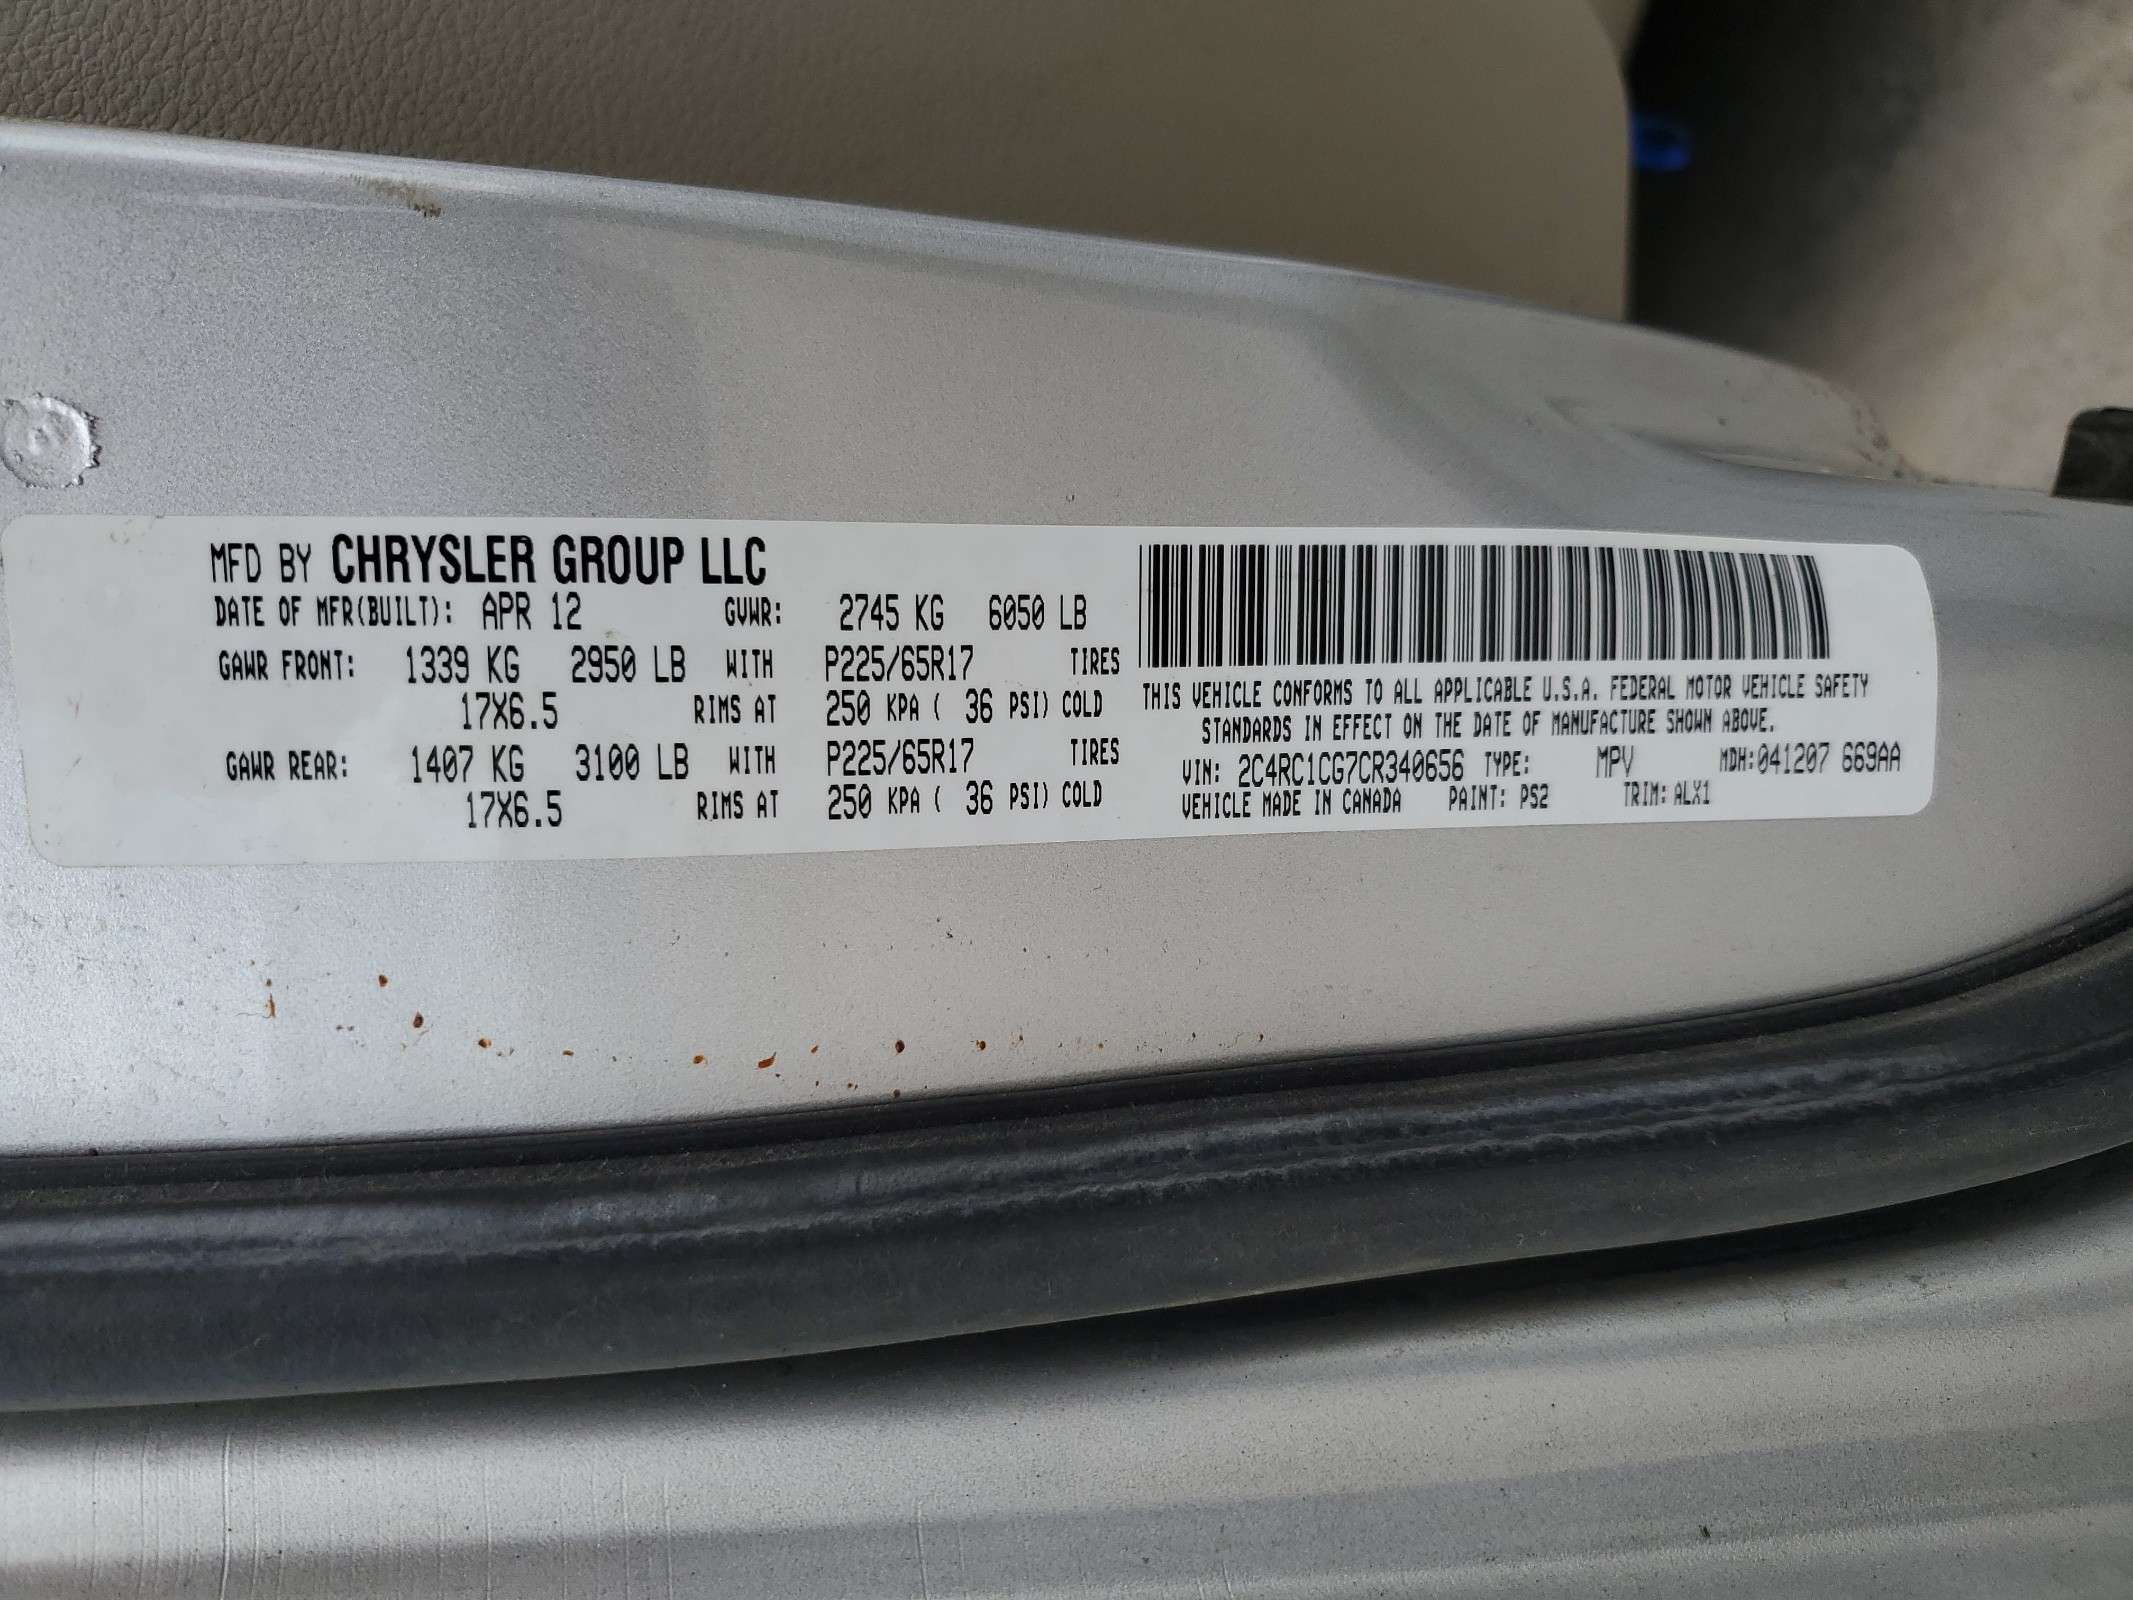 MFD BY CHRYSLER GROUP LLC
DATE OF MFR(BUILT): APR 12 GVWR: 2745 KG 6050 LB
GAWR FRONT: 1339 KG 2950 LB WITH P225/65R17 TIRES
17X6.5 RIMS AT 250 KPA ( 36 PSI) COLD
GAWR REAR: 1407 KG 3100 LB WITH P225/65R17 TIRES
17X6.5 RIMS AT 250 KPA ( 36 PSI) COLD
THIS VEHICLE CONFORMS TO ALL APPLICABLE U.S.A. FEDERAL MOTOR VEHICLE SAFETY
STANDARDS IN EFFECT ON THE DATE OF MANUFACTURE SHOWN ABOVE.
VIN: 2C4RC1CG7CR340656 TYPE: MPV MDH:041207 669AA
VEHICLE MADE IN CANADA PAINT: PS2 TRIM: ALX1